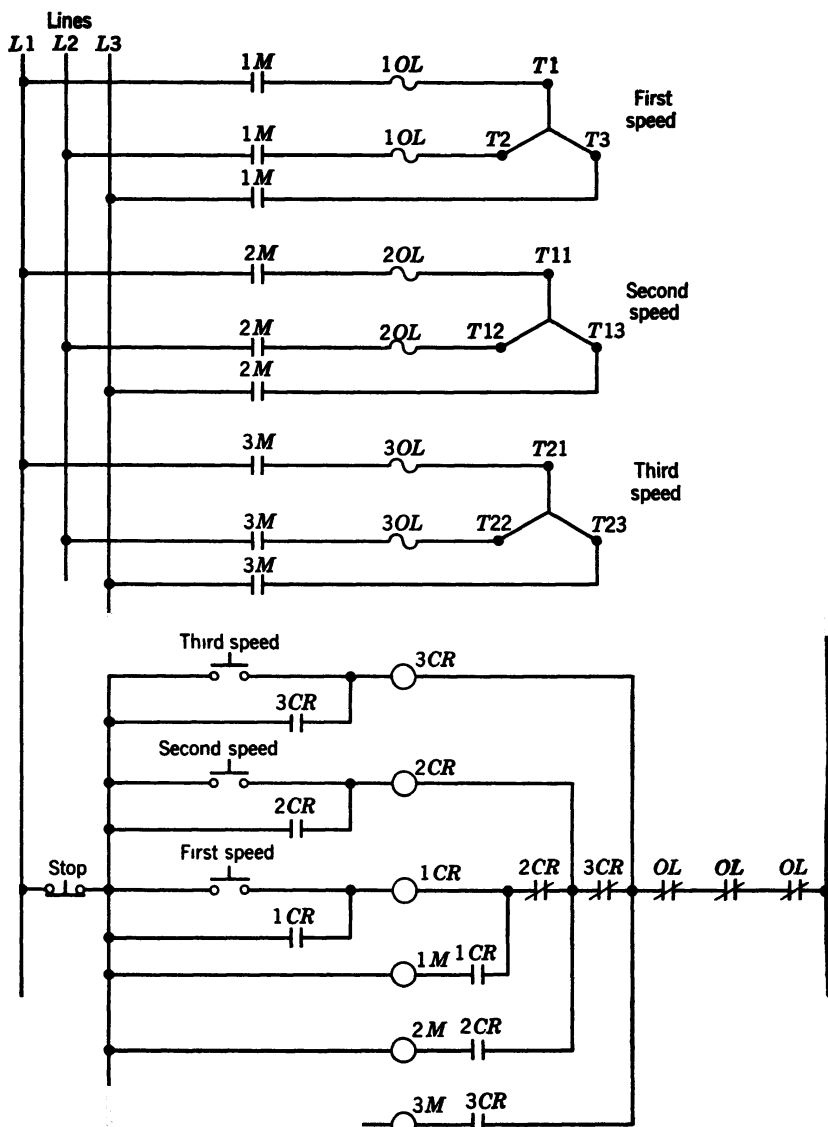 Lines
L1 L2 L3
1M 1OL T1
First
speed
1M 1OL T2 T3
1M
2M 2OL T11
Second
speed
2M 2OL T12 T13
2M
3M 3OL T21
Third
speed
3M 3OL T22 T23
3M
Third speed
3CR
3CR
Second speed
2CR
2CR
First speed
Stop 1CR 2CR 3CR OL OL OL
1CR
1M 1CR
2M 2CR
3M 3CR